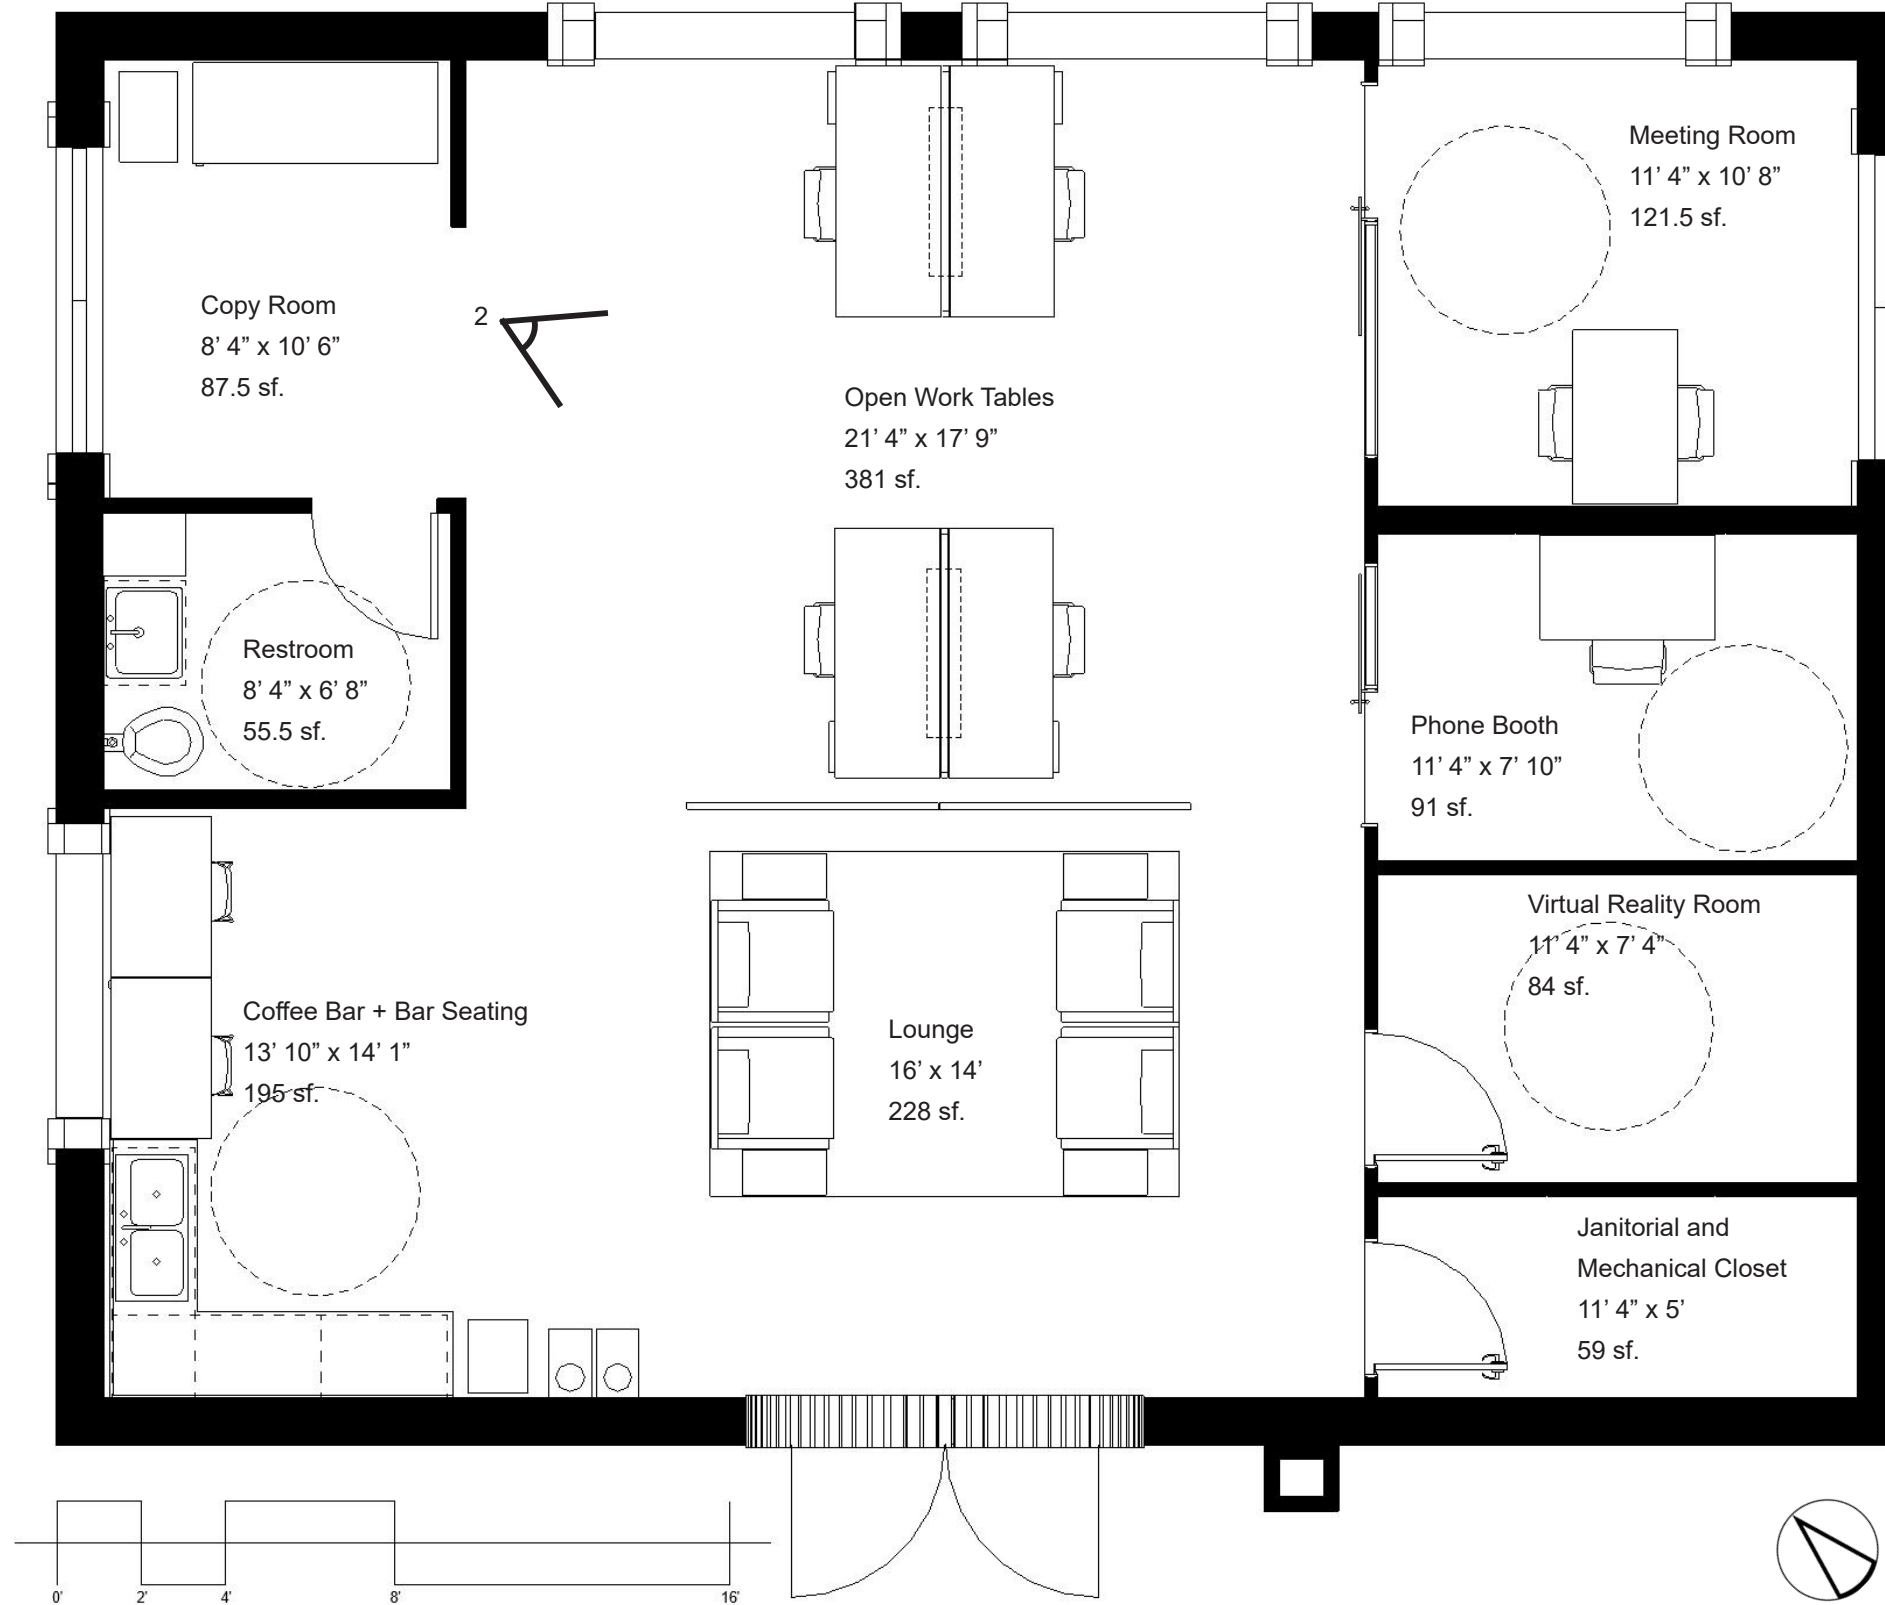 Meeting Room
11’ 4” x 10’ 8”
121.5 sf.
Copy Room
8’ 4” x 10’ 6”
87.5 sf.
2
Open Work Tables
21’ 4” x 17’ 9”
381 sf.
Restroom
8’ 4” x 6’ 8”
55.5 sf.
Phone Booth
11’ 4” x 7’ 10”
91 sf.
Virtual Reality Room
11’ 4” x 7’ 4”
84 sf.
Coffee Bar + Bar Seating
13’ 10” x 14’ 1”
195 sf.
Lounge
16’ x 14’
228 sf.
Janitorial and
Mechanical Closet
11’ 4” x 5’
59 sf.
0' 2' 4' 8' 16'